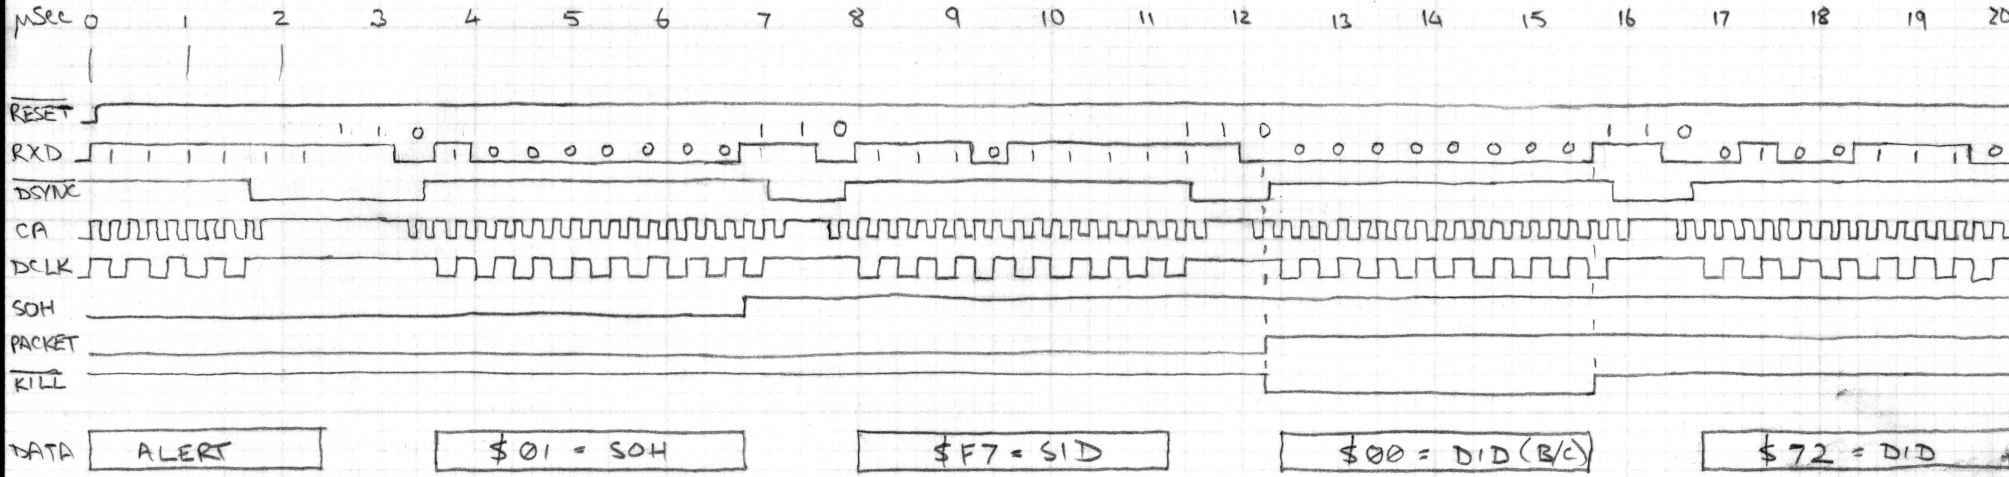 μSec 0 1 2 3 4 5 6 7 8 9 10 11 12 13 14 15 16 17 18 19 20
RESET
1 1 0 1 1 0 1 1 0 1 1 0
RXD 1 1 1 1 1 1 1 0 0 0 0 0 0 0 1 1 1 0 1 1 1 1 0 0 0 0 0 0 0 0 0 1 0 0 1 1 1 0
DSYNC
CA
DCLK
SOH
PACKET
KILL
DATA ALERT $01 = SOH $F7 = SID $00 = DID (B/C) $72 = DID